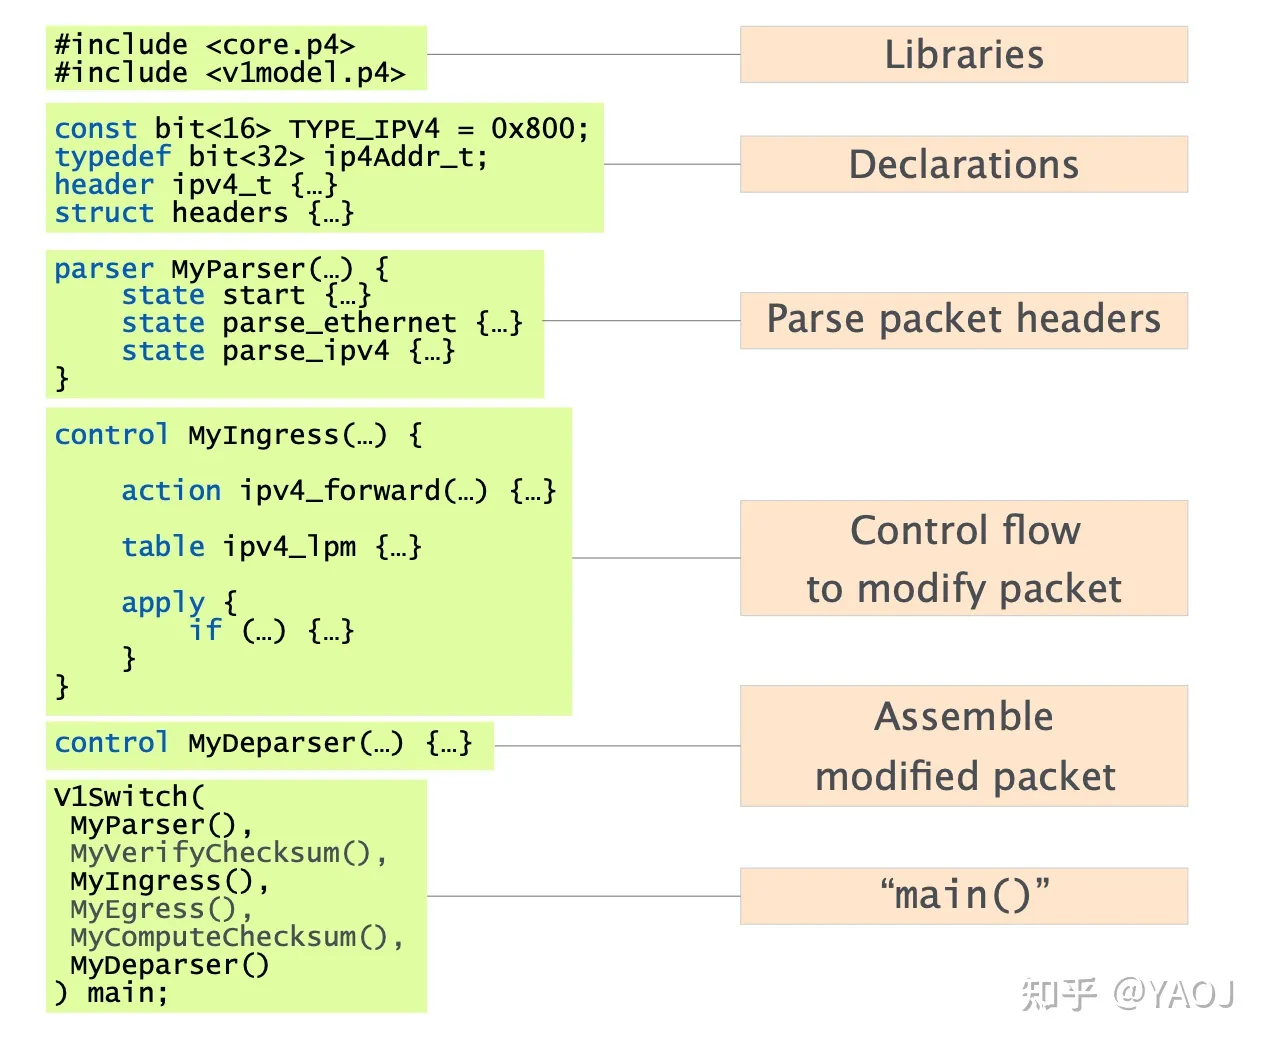 #include <core.p4>
#include <v1model.p4>
Libraries
const bit<16> TYPE_IPV4 = 0x800;
typedef bit<32> ip4Addr_t;
header ipv4_t {…}
struct headers {…}
Declarations
parser MyParser(…) {
state start {…}
state parse_ethernet {…}
state parse_ipv4 {…}
}
Parse packet headers
control MyIngress(…) {
action ipv4_forward(…) {…}
table ipv4_lpm {…}
apply {
if (…) {…}
}
}
Control flow
to modify packet
control MyDeparser(…) {…}
Assemble
modified packet
V1Switch(
MyParser(),
MyVerifyChecksum(),
MyIngress(),
MyEgress(),
MyComputeChecksum(),
MyDeparser()
) main;
“main()”
知乎 @YAOJ